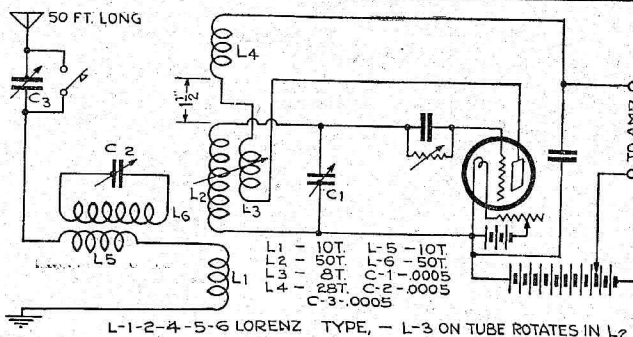 50 FT. LONG
L4
C3
1 1/2"
C2
L2
C1
L6
L3
L5
L1
TO AMP.
L1 - 10T. L-5 - 10T.
L2 - 50T. L-6 - 50T.
L3 - 8T. C-1 - .0005
L4 - 28T. C-2 - .0005
C-3 - .0005
L-1-2-4-5-6 LORENZ TYPE, - L-3 ON TUBE ROTATES IN L2